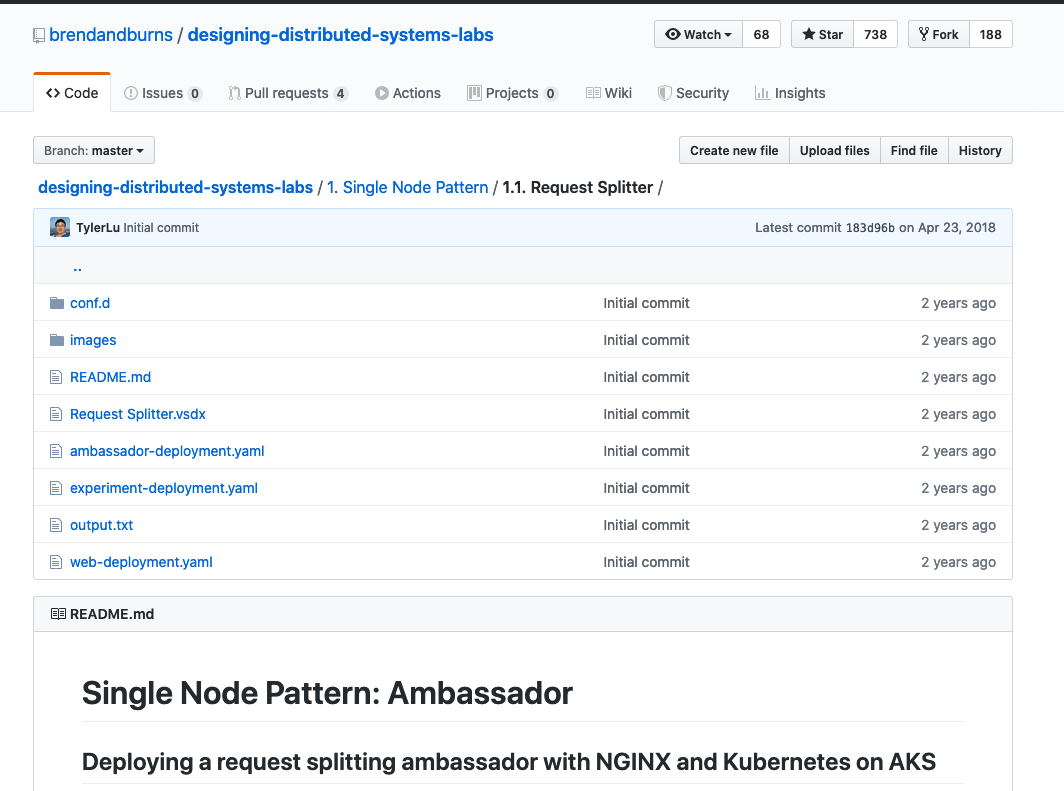 brendandburns / designing-distributed-systems-labs Watch 68 Star 738 Fork 188
Code Issues 0 Pull requests 4 Actions Projects 0 Wiki Security Insights
Branch: master Create new file Upload files Find file History
designing-distributed-systems-labs / 1. Single Node Pattern / 1.1. Request Splitter /
TylerLu Initial commit Latest commit 183d96b on Apr 23, 2018
..
conf.d Initial commit 2 years ago
images Initial commit 2 years ago
README.md Initial commit 2 years ago
Request Splitter.vsdx Initial commit 2 years ago
ambassador-deployment.yaml Initial commit 2 years ago
experiment-deployment.yaml Initial commit 2 years ago
output.txt Initial commit 2 years ago
web-deployment.yaml Initial commit 2 years ago
README.md
Single Node Pattern: Ambassador
Deploying a request splitting ambassador with NGINX and Kubernetes on AKS